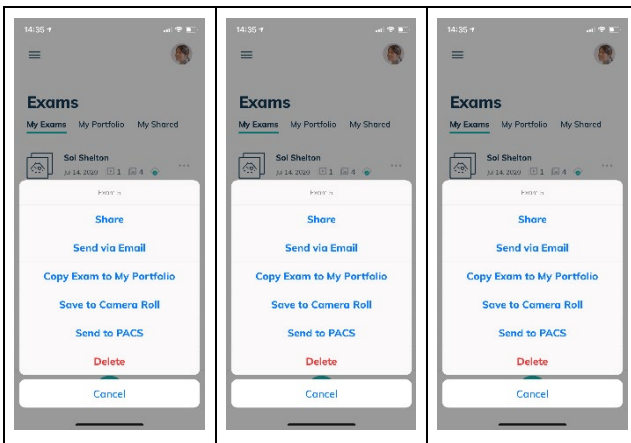 14:35
Exams
My Exams My Portfolio My Shared
Sol Shelton
Jul 14, 2020 1 4
Exams
Share
Send via Email
Copy Exam to My Portfolio
Save to Camera Roll
Send to PACS
Delete
Cancel
14:35
Exams
My Exams My Portfolio My Shared
Sol Shelton
Jul 14, 2020 1 4
Exams
Share
Send via Email
Copy Exam to My Portfolio
Save to Camera Roll
Send to PACS
Delete
Cancel
14:35
Exams
My Exams My Portfolio My Shared
Sol Shelton
Jul 14, 2020 1 4
Exams
Share
Send via Email
Copy Exam to My Portfolio
Save to Camera Roll
Send to PACS
Delete
Cancel